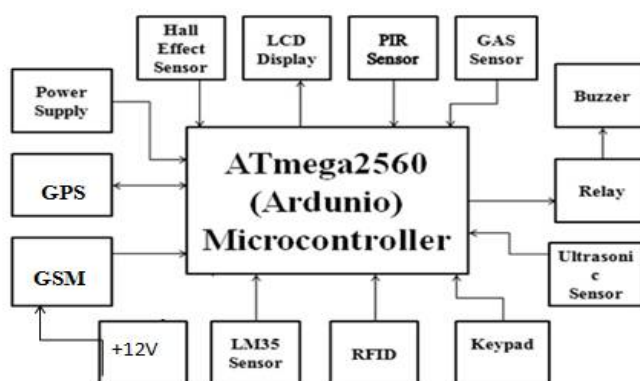 Hall
Effect
Sensor
LCD
Display
PIR
Sensor
GAS
Sensor
Power
Supply
Buzzer
ATmega2560
(Ardunio)
Microcontroller
GPS
Relay
GSM
Ultrasoni
c
Sensor
+12V
LM35
Sensor
RFID
Keypad